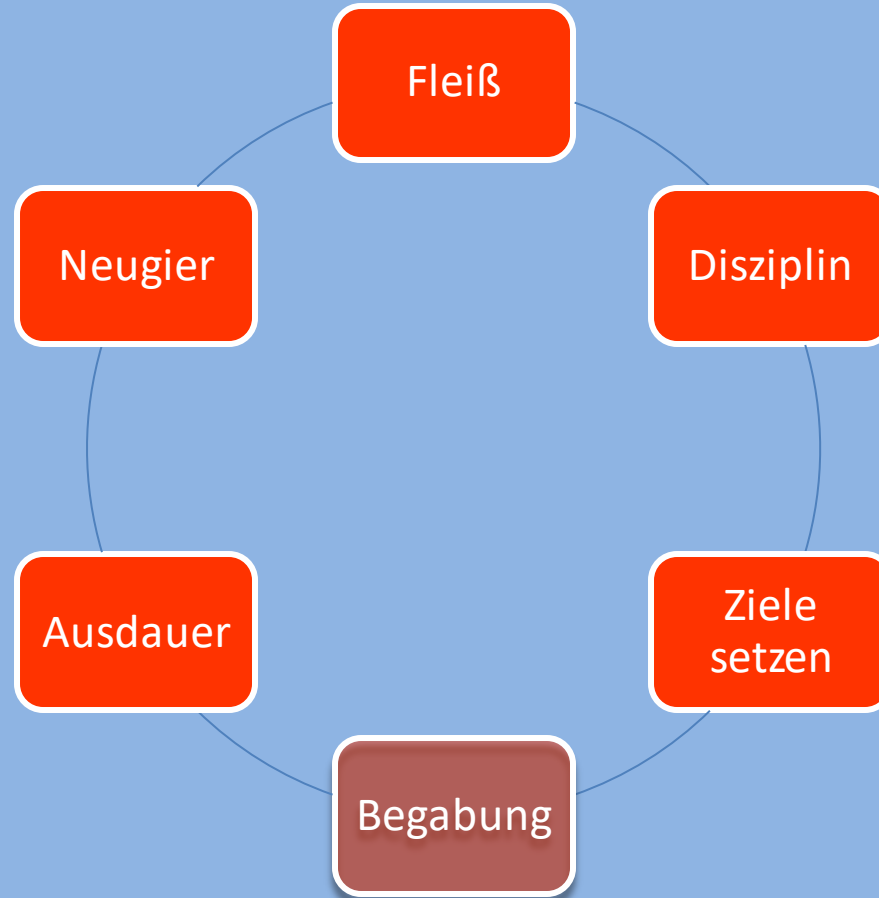 Fleiß
Neugier
Disziplin
Ausdauer
Ziele
setzen
Begabung